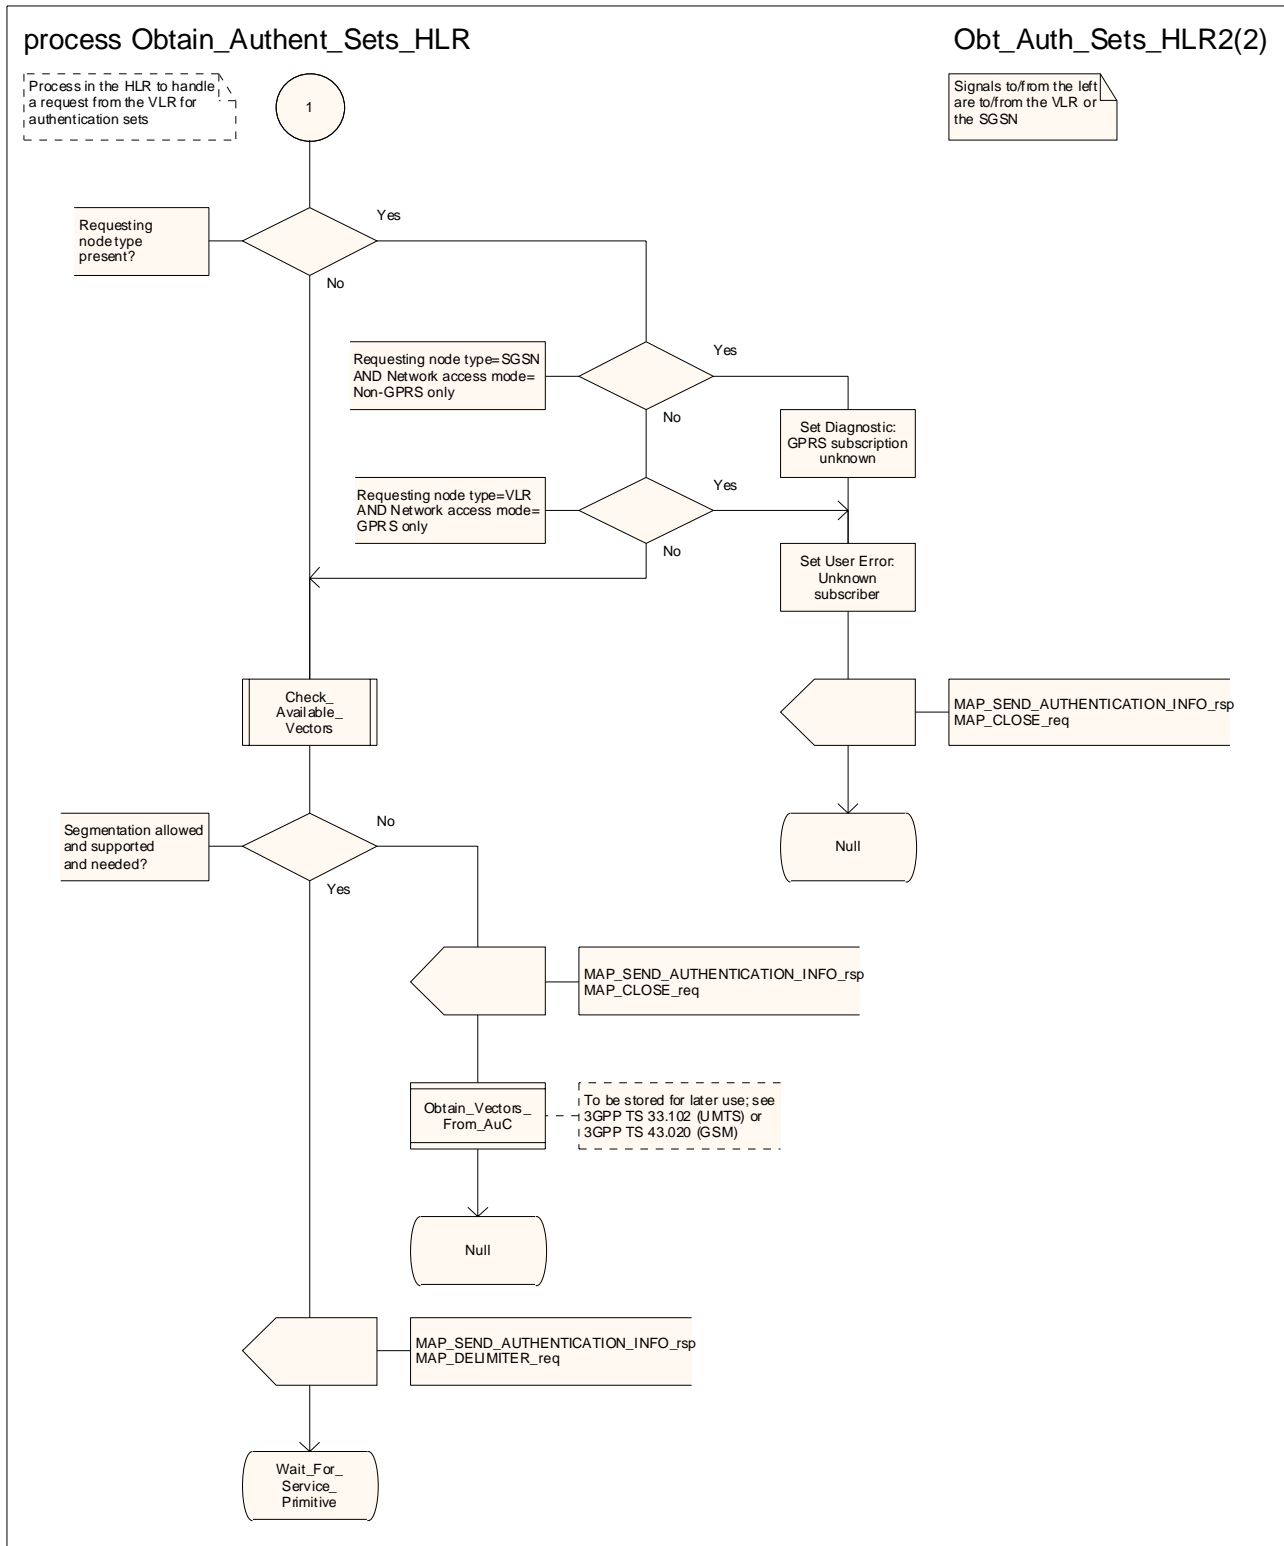 process Obtain_Authent_Sets_HLR
Obt_Auth_Sets_HLR2(2)
Process in the HLR to handle
a request from the VLR for
authentication sets
1
Signals to/from the left
are to/from the VLR or
the SGSN
Requesting
node type
present?
Yes
No
Requesting node type=SGSN
AND Network access mode=
Non-GPRS only
Yes
No
Set Diagnostic:
GPRS subscription
unknown
Requesting node type=VLR
AND Network access mode=
GPRS only
Yes
No
Set User Error:
Unknown
subscriber
Check_
Available_
Vectors
MAP_SEND_AUTHENTICATION_INFO_rsp
MAP_CLOSE_req
Segmentation allowed
and supported
and needed?
No
Yes
Null
MAP_SEND_AUTHENTICATION_INFO_rsp
MAP_CLOSE_req
Obtain_Vectors_
From_AuC
To be stored for later use; see
3GPP TS 33.102 (UMTS) or
3GPP TS 43.020 (GSM)
Null
MAP_SEND_AUTHENTICATION_INFO_rsp
MAP_DELIMITER_req
Wait_For_
Service_
Primitive